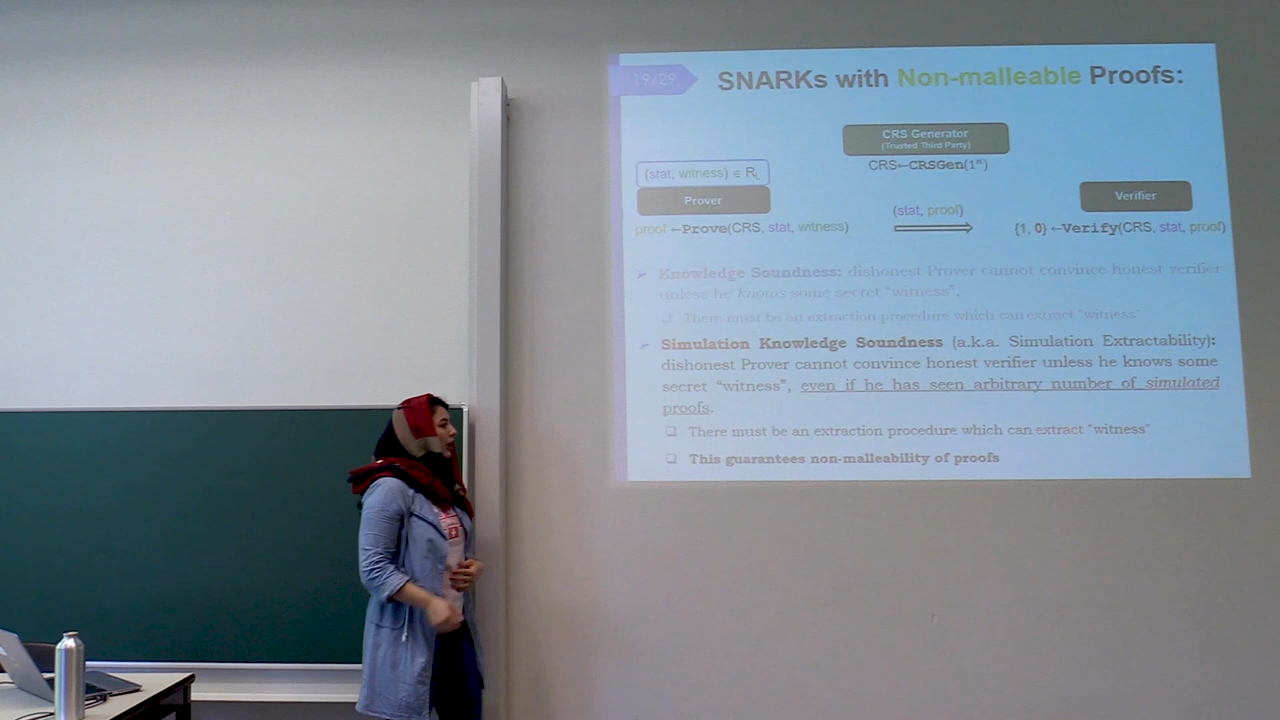 19/29
SNARKs with Non-malleable Proofs:
CRS Generator
(Trusted Third Party)
CRS←CRSGen(1ⁿ)
(stat, witness) ∈ R_L
Prover
Verifier
(stat, proof)
proof ←Prove(CRS, stat, witness)
{1, 0} ←Verify(CRS, stat, proof)
➢ Knowledge Soundness: dishonest Prover cannot convince honest verifier
unless he knows some secret "witness",
❑ There must be an extraction procedure which can extract "witness"
➢ Simulation Knowledge Soundness (a.k.a. Simulation Extractability):
dishonest Prover cannot convince honest verifier unless he knows some
secret "witness", even if he has seen arbitrary number of simulated
proofs.
❑ There must be an extraction procedure which can extract "witness"
❑ This guarantees non-malleability of proofs